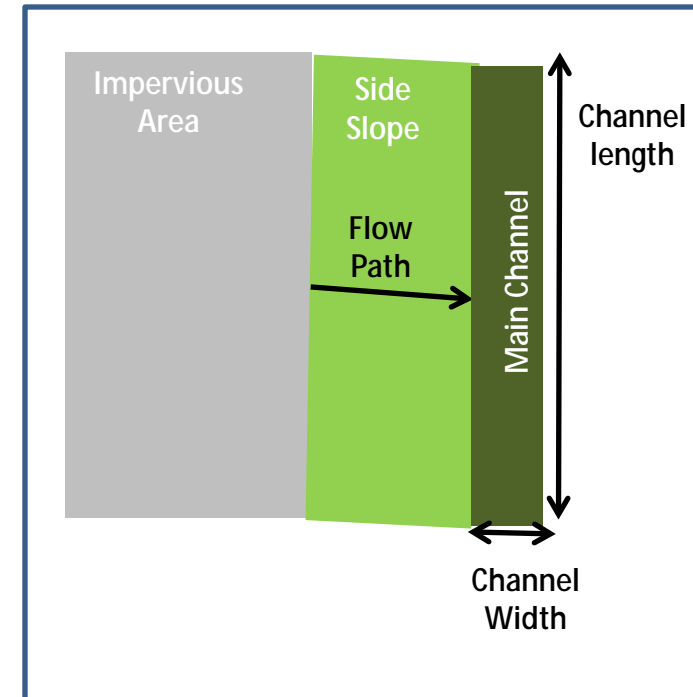 Impervious
Area
Side
Slope
Channel
length
Flow
Path
Main Channel
Channel
Width